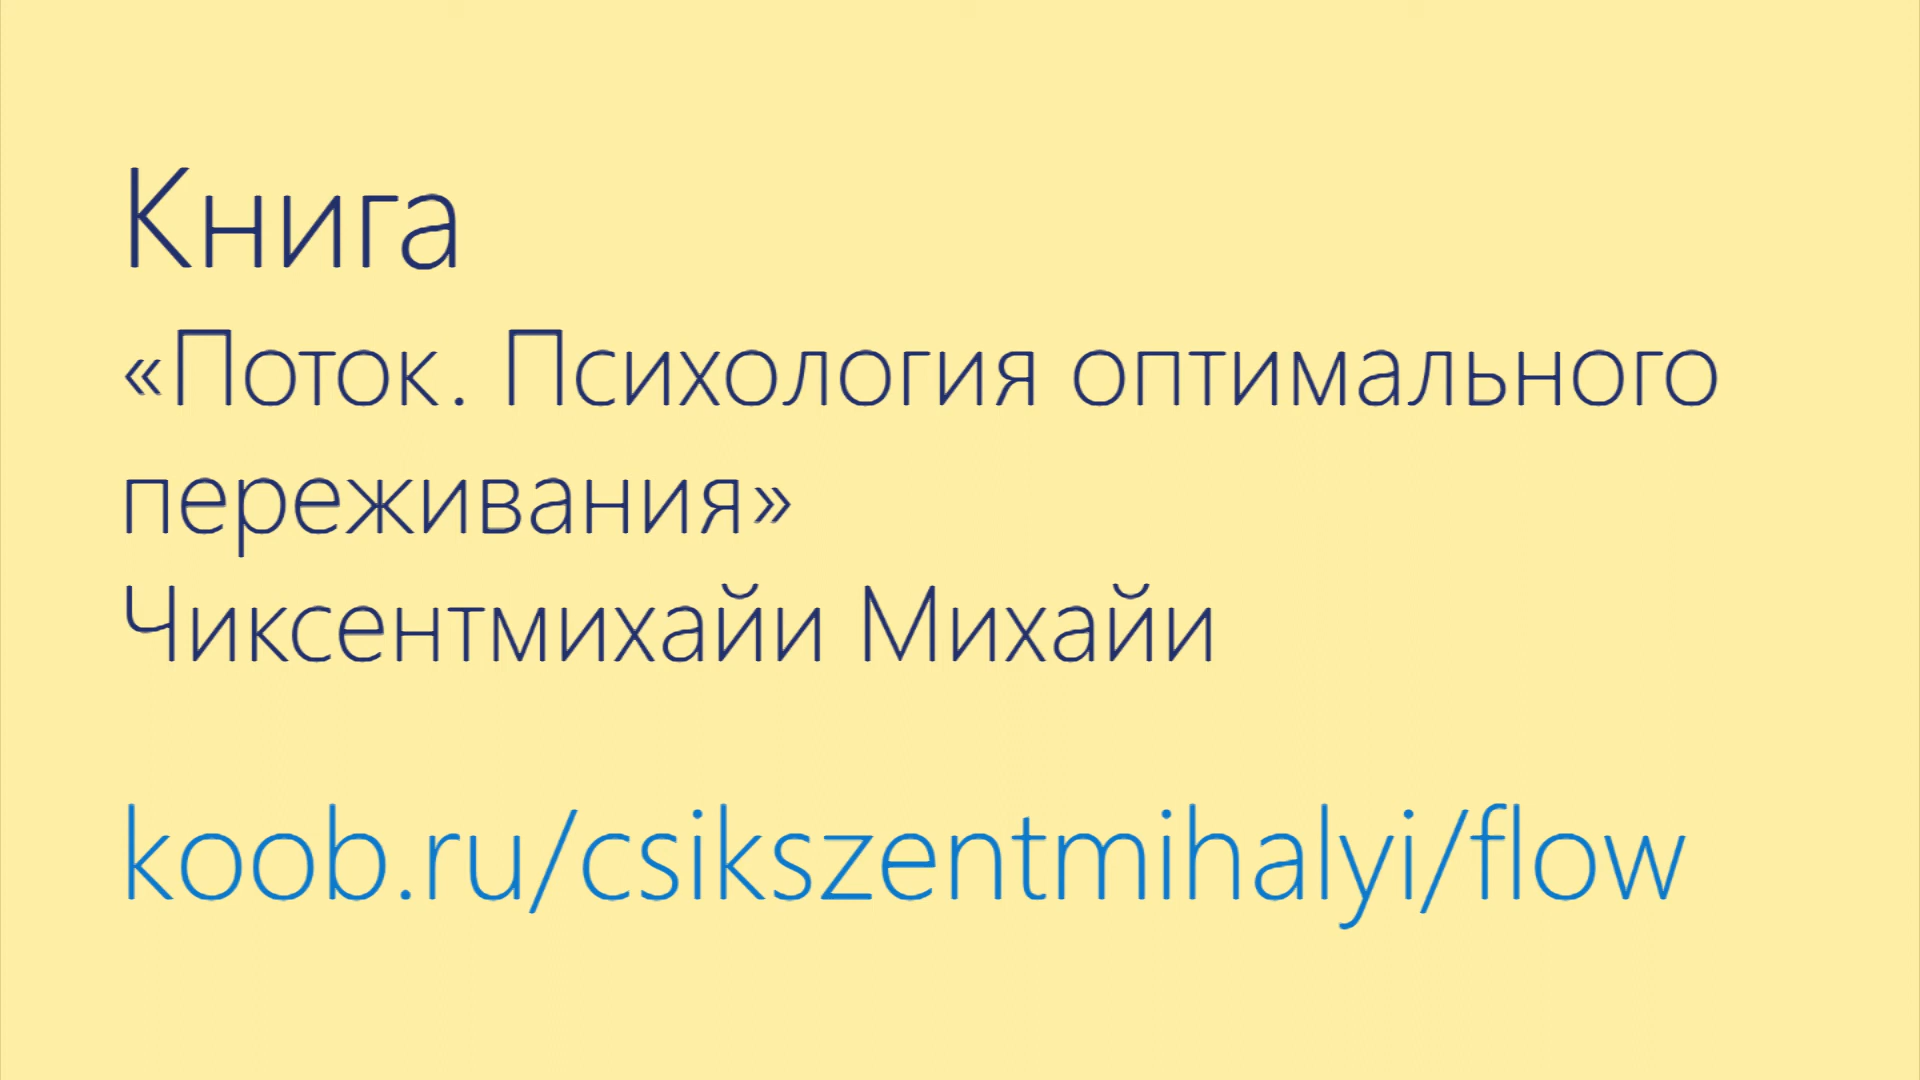 Книга
«Поток. Психология оптимального
переживания»
Чиксентмихайи Михайи
koob.ru/csikszentmihalyi/flow